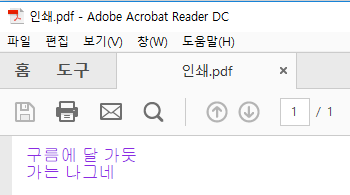 인쇄.pdf - Adobe Acrobat Reader DC
파일 편집 보기(V) 창(W) 도움말(H)
홈 도구 인쇄.pdf ×
1 / 1
구름에 달 가듯
가는 나그네